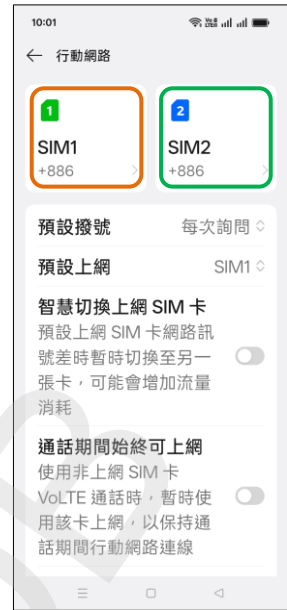 10:01
行動網路
1
2
SIM1
SIM2
+886
+886
預設撥號
每次詢問
預設上網
SIM1
智慧切換上網 SIM 卡
預設上網 SIM 卡網路訊
號差時暫時切換至另一
張卡，可能會增加流量
消耗
通話期間始終可上網
使用非上網 SIM 卡
VoLTE 通話時，暫時使
用該卡上網，以保持通
話期間行動網路連線